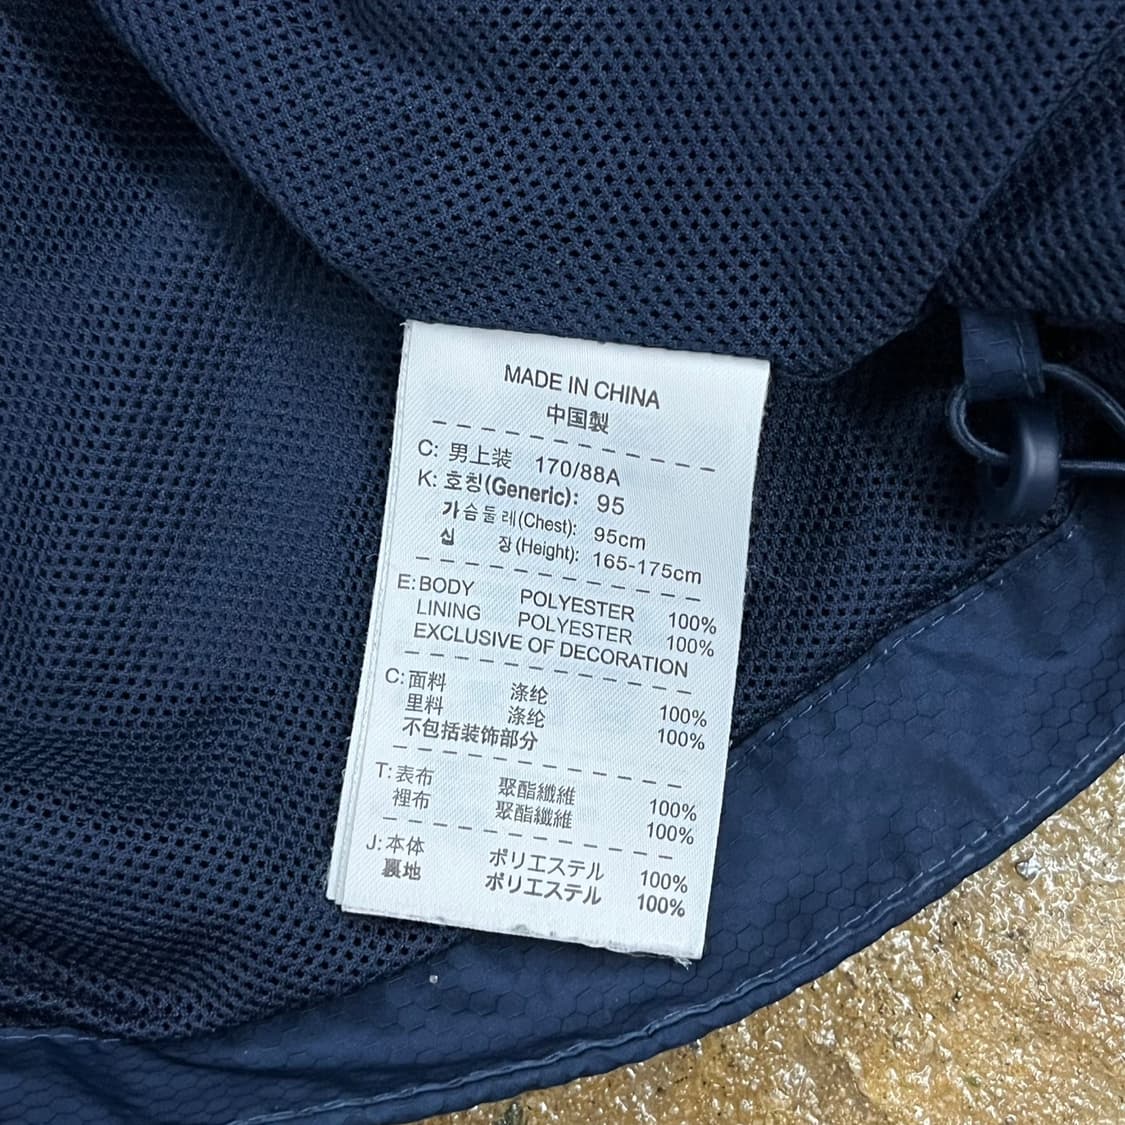 MADE IN CHINA
中国製
C: 男上装 170/88A
K: 호칭(Generic): 95
가슴둘레(Chest): 95cm
신 장(Height): 165-175cm
E: BODY POLYESTER 100%
LINING POLYESTER 100%
EXCLUSIVE OF DECORATION
C: 面料 涤纶 100%
里料 涤纶 100%
不包括装饰部分
T: 表布 聚酯纖維 100%
裡布 聚酯纖維 100%
J: 本体 ポリエステル 100%
裏地 ポリエステル 100%